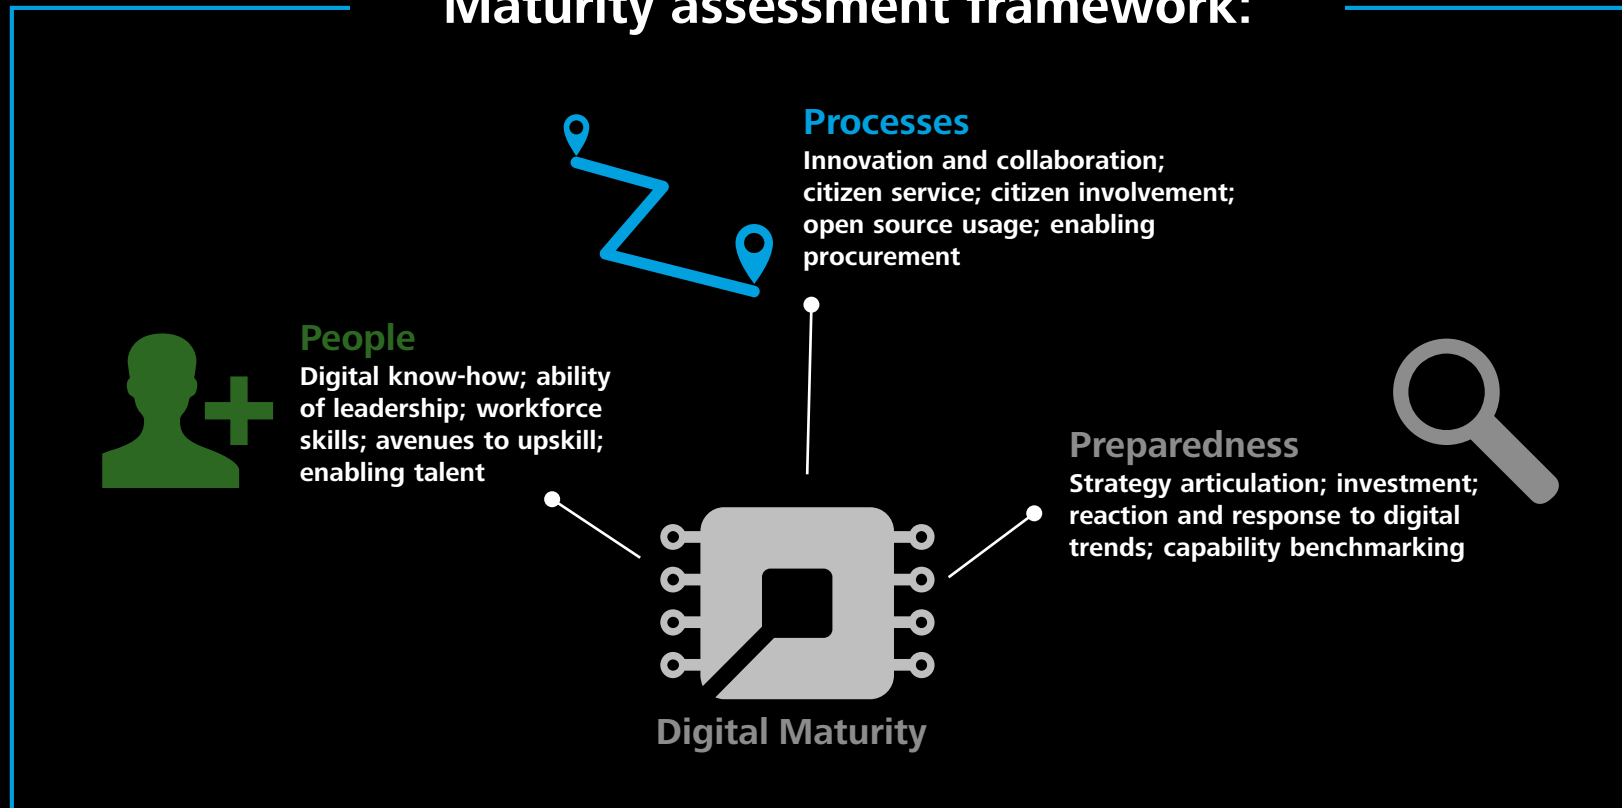 Maturity assessment framework:
Processes
Innovation and collaboration;
citizen service; citizen involvement;
open source usage; enabling
procurement
People
Digital know-how; ability
of leadership; workforce
skills; avenues to upskill;
enabling talent
Preparedness
Strategy articulation; investment;
reaction and response to digital
trends; capability benchmarking
Digital Maturity